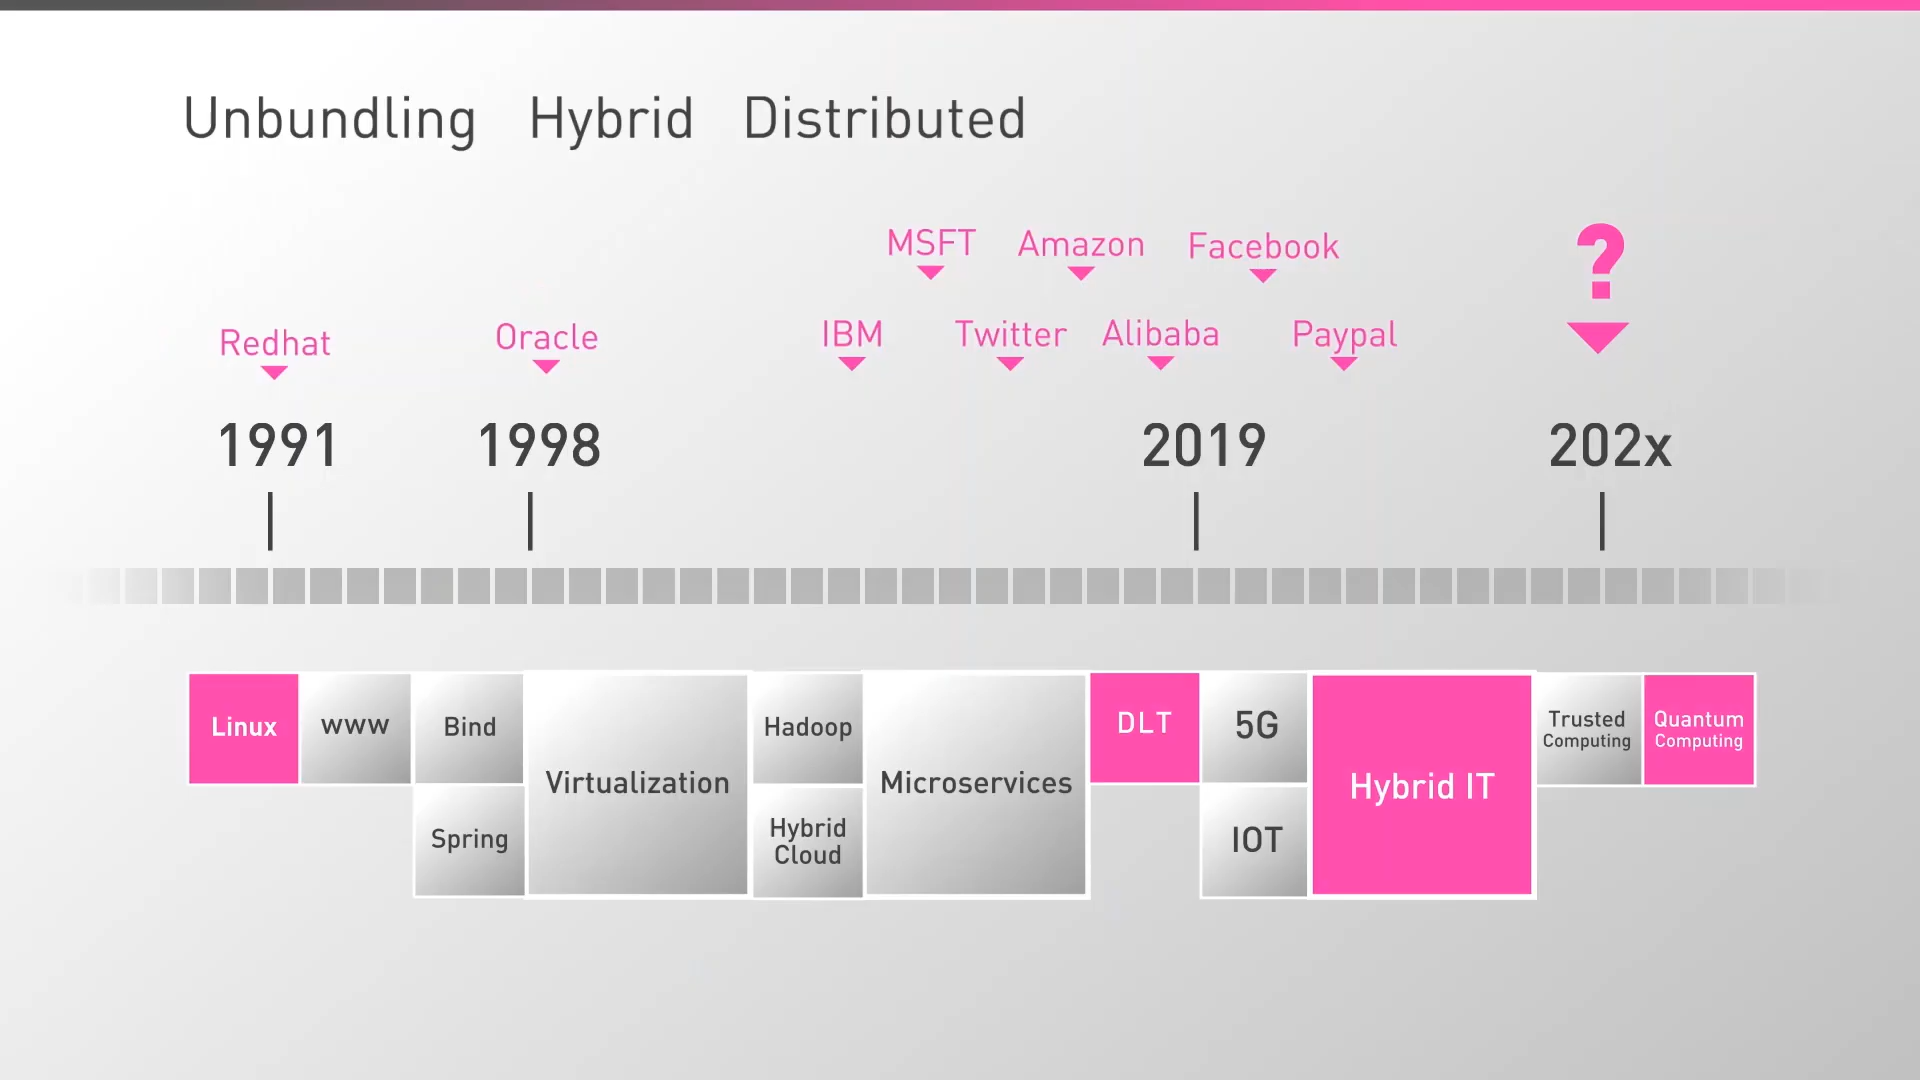 Unbundling Hybrid Distributed
MSFT Amazon Facebook ?
Redhat Oracle IBM Twitter Alibaba Paypal
1991 1998 2019 202x
Linux www Bind Hadoop DLT 5G Trusted Computing Quantum Computing
Virtualization Microservices Hybrid IT
Spring Hybrid Cloud IOT